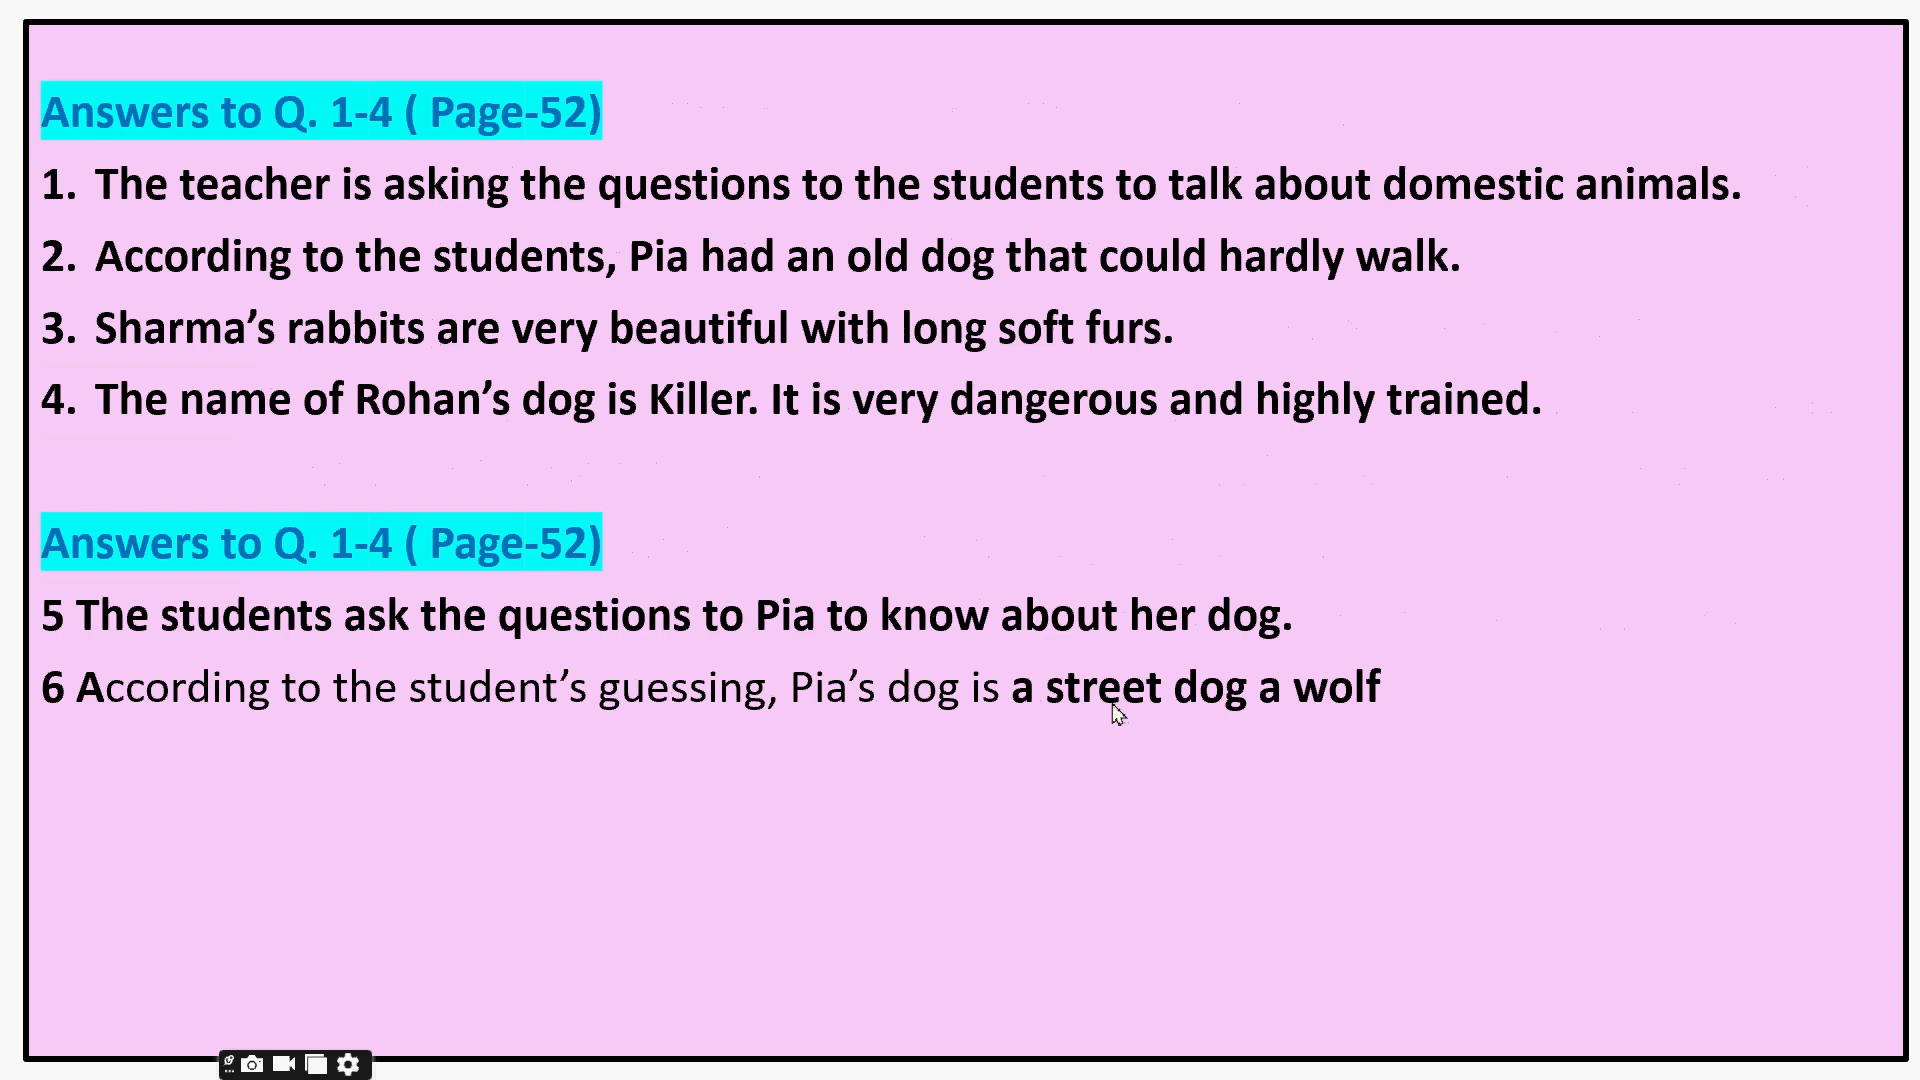 Answers to Q. 1-4 ( Page-52)
1. The teacher is asking the questions to the students to talk about domestic animals.
2. According to the students, Pia had an old dog that could hardly walk.
3. Sharma’s rabbits are very beautiful with long soft furs.
4. The name of Rohan’s dog is Killer. It is very dangerous and highly trained.
Answers to Q. 1-4 ( Page-52)
5 The students ask the questions to Pia to know about her dog.
6 According to the student’s guessing, Pia’s dog is a street dog a wolf